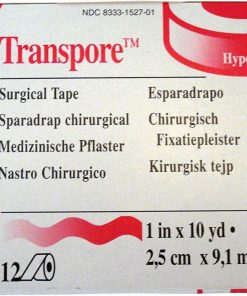 NDC 8333-1527-01
Transpore™
Hypo
Surgical Tape
Esparadrapo
Sparadrap chirurgical
Chirurgisch
Fixatiepleister
Medizinische Pflaster
Nastro Chirurgico
Kirurgisk tejp
1 in x 10 yd •
12
2,5 cm x 9,1 m